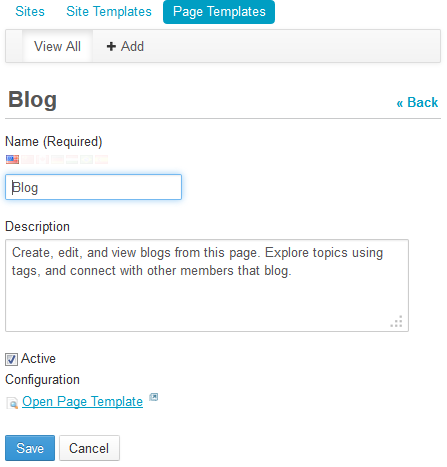 Sites Site Templates Page Templates
View All + Add
Blog « Back
Name (Required)
Blog
Description
Create, edit, and view blogs from this page. Explore topics using
tags, and connect with other members that blog.
Active
Configuration
Open Page Template
Save Cancel